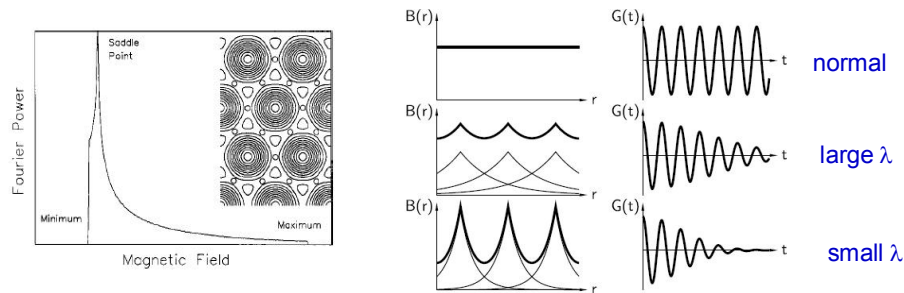 Saddle
Point
Fourier Power
Minimum
Maximum
Magnetic Field
B(r)
r
G(t)
t
normal
B(r)
r
G(t)
t
large λ
B(r)
r
G(t)
t
small λ